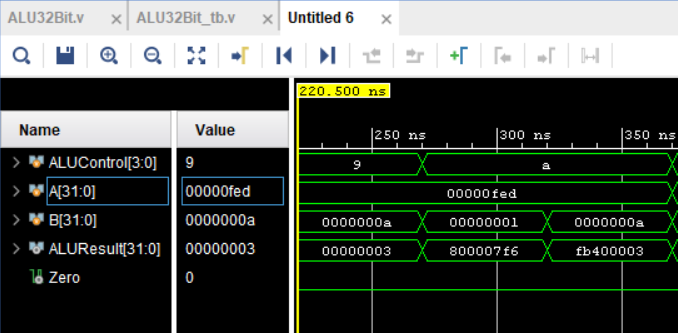 ALU32Bit.v × ALU32Bit_tb.v × Untitled 6 ×
220.500 ns
Name Value
250 ns 300 ns 350 ns
ALUControl[3:0] 9 9 a
A[31:0] 00000fed 00000fed
B[31:0] 0000000a 0000000a 00000001 0000000a
ALUResult[31:0] 00000003 00000003 800007f6 fb400003
Zero 0